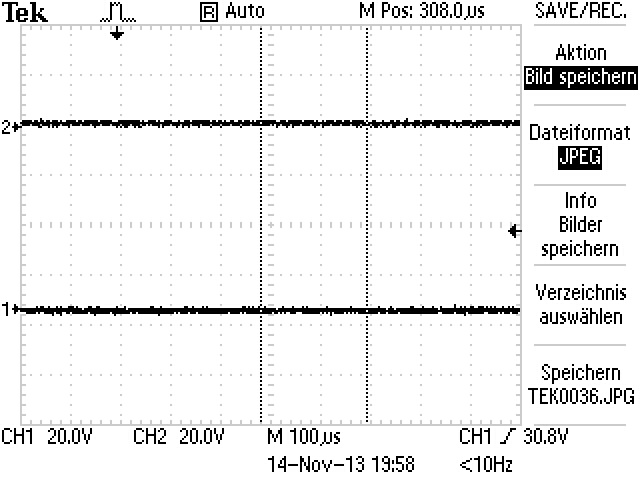 Tek
R Auto
M Pos: 308.0µs
SAVE/REC.
Aktion
Bild speichern
Dateiformat
JPEG
Info
Bilder
speichern
Verzeichnis
auswählen
Speichern
TEK0036.JPG
2
1
CH1 20.0V CH2 20.0V M 100µs CH1 30.8V
14-Nov-13 19:58 <10Hz